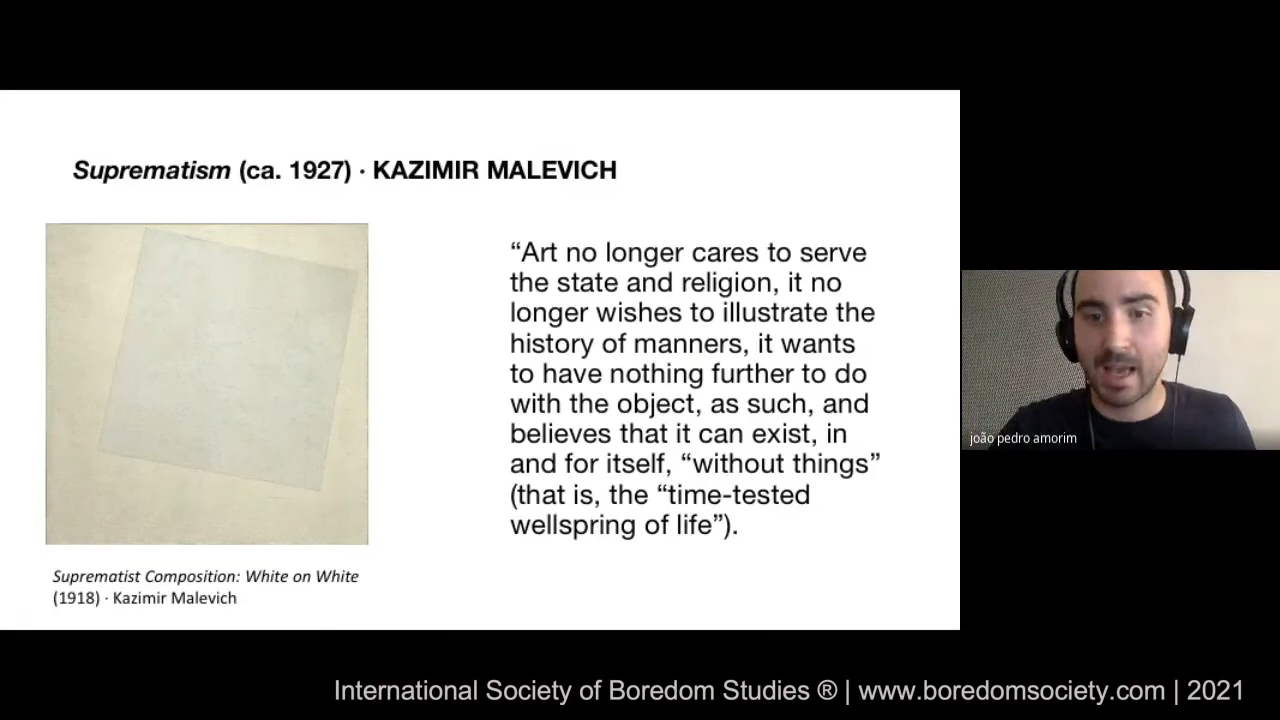 Suprematism (ca. 1927) · KAZIMIR MALEVICH
“Art no longer cares to serve
the state and religion, it no
longer wishes to illustrate the
history of manners, it wants
to have nothing further to do
with the object, as such, and
believes that it can exist, in
and for itself, “without things”
(that is, the “time-tested
wellspring of life”).
Suprematist Composition: White on White
(1918) · Kazimir Malevich
joão pedro amorim
International Society of Boredom Studies ® | www.boredomsociety.com | 2021